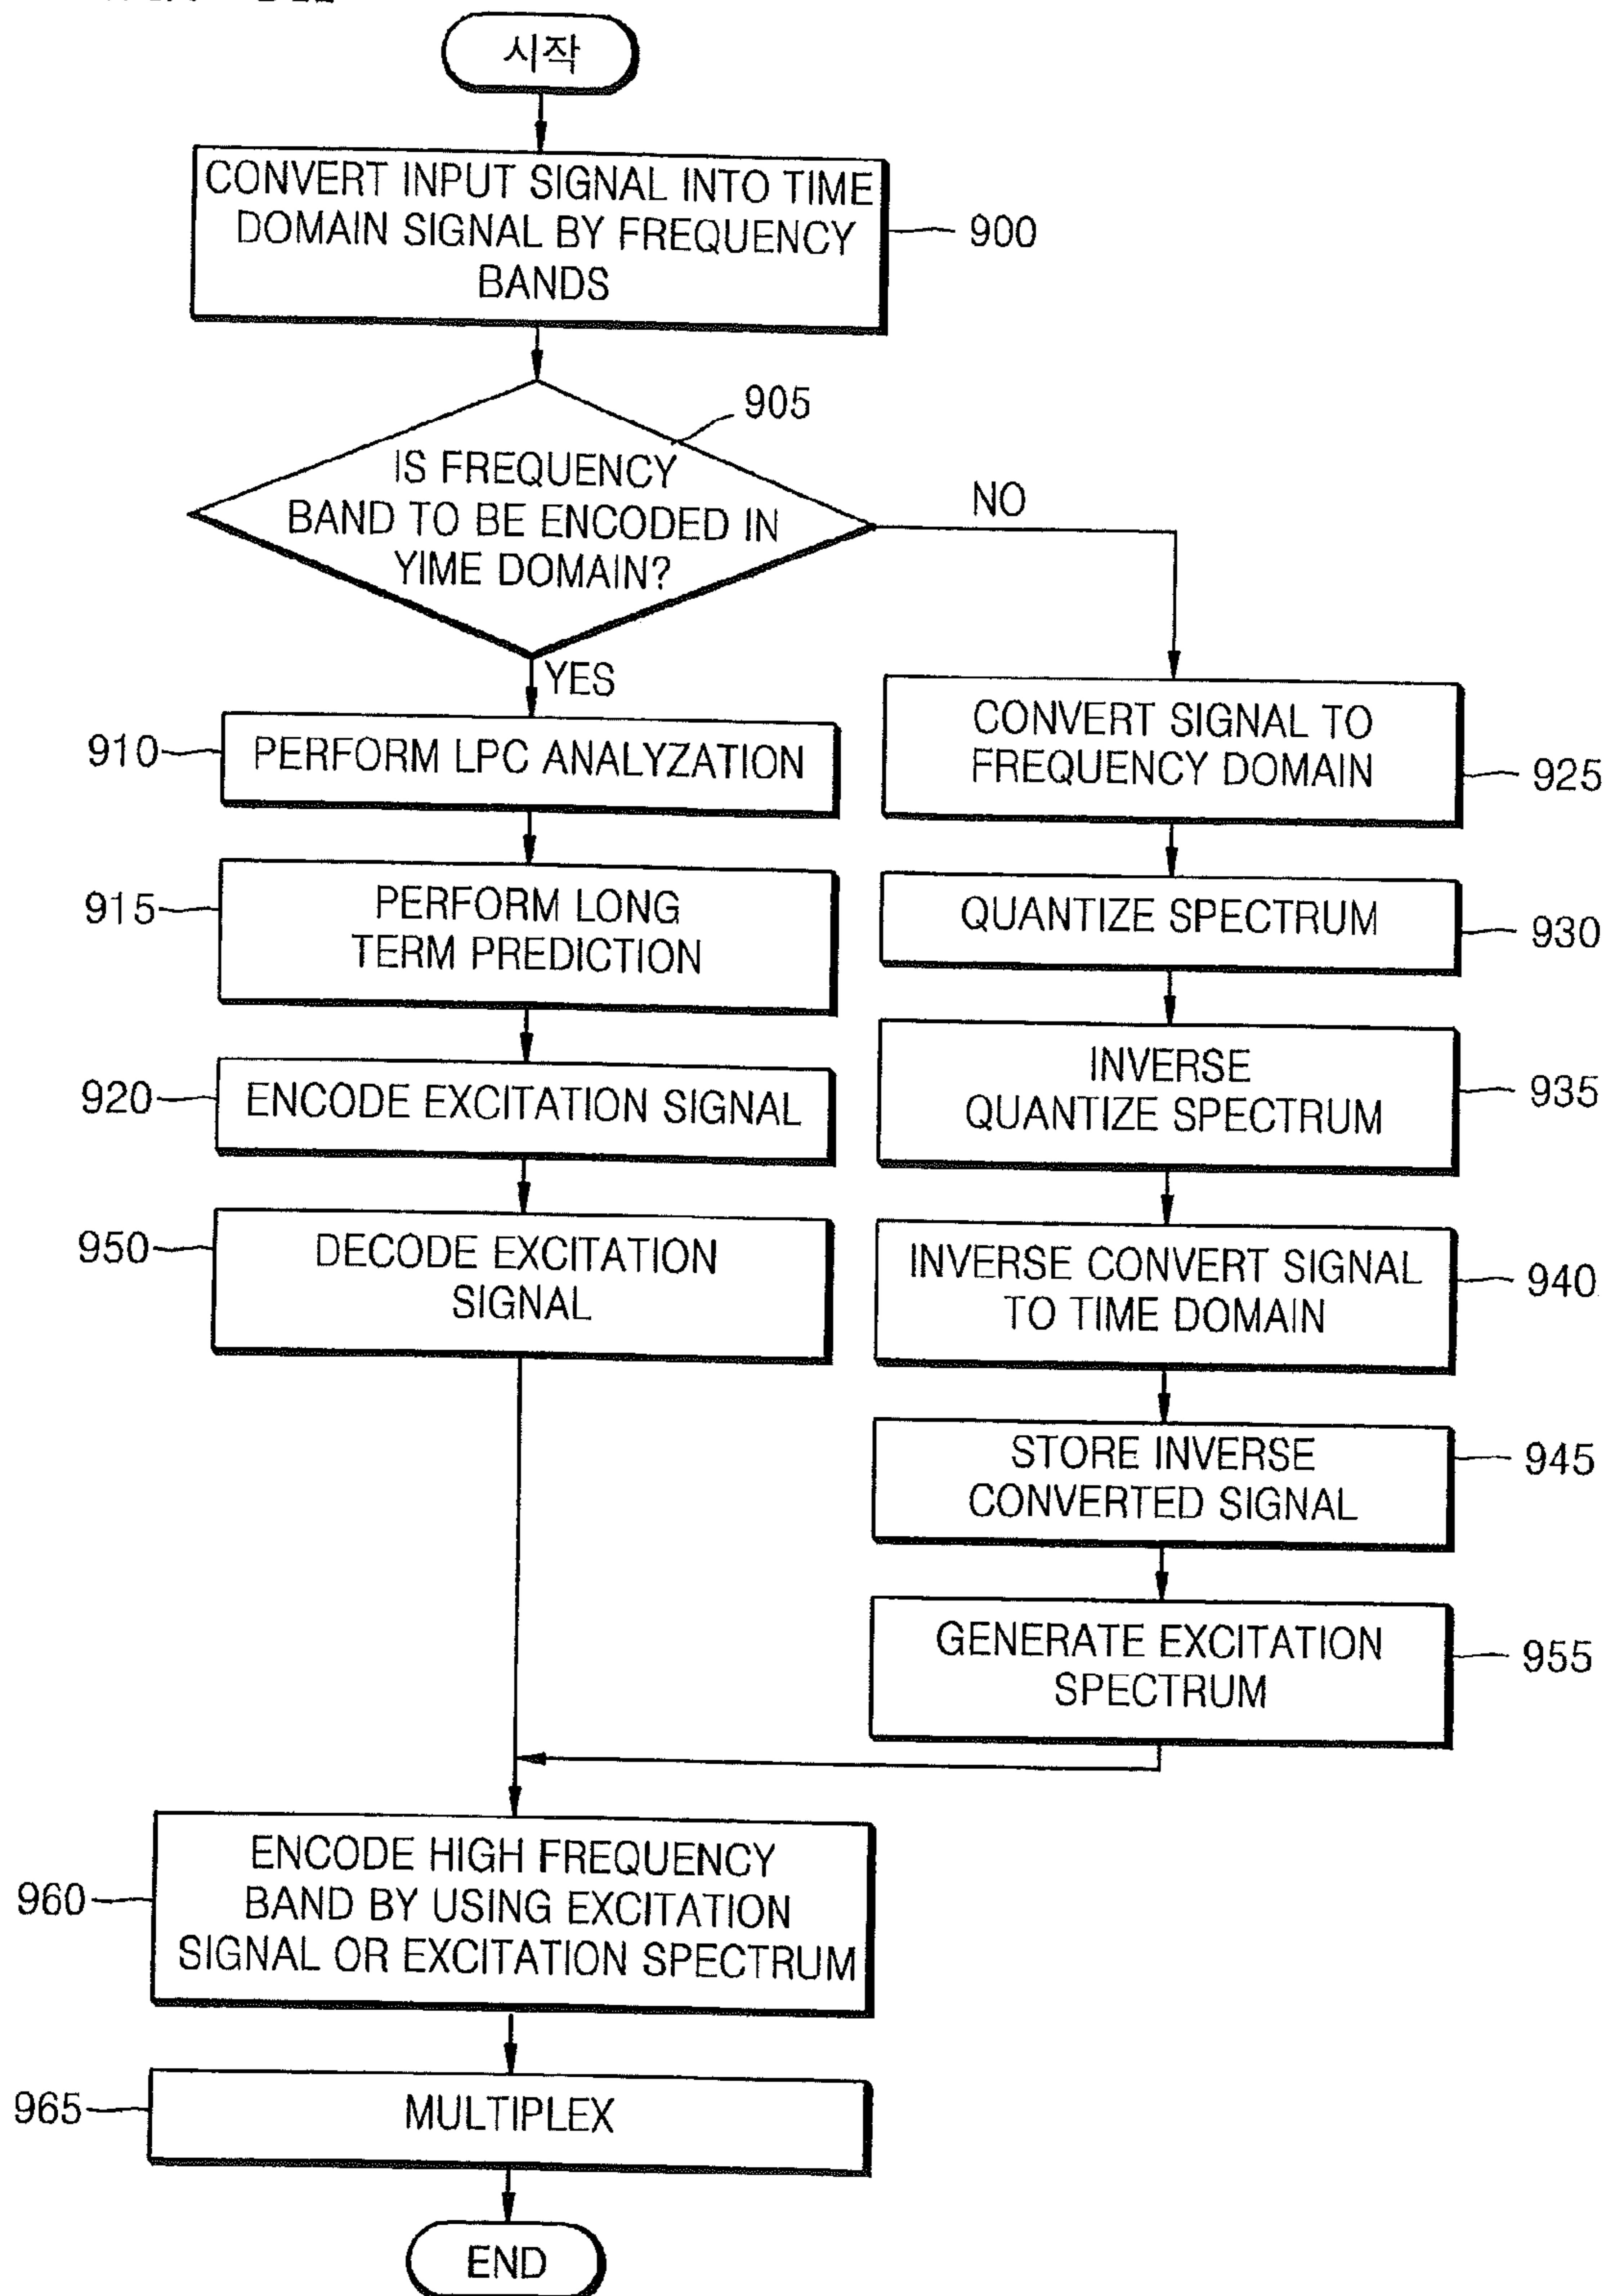 시작
CONVERT INPUT SIGNAL INTO TIME
DOMAIN SIGNAL BY FREQUENCY
BANDS
900
905
IS FREQUENCY
BAND TO BE ENCODED IN
YIME DOMAIN?
NO
YES
910
PERFORM LPC ANALYZATION
CONVERT SIGNAL TO
FREQUENCY DOMAIN
925
915
PERFORM LONG
TERM PREDICTION
QUANTIZE SPECTRUM
930
920
ENCODE EXCITATION SIGNAL
INVERSE
QUANTIZE SPECTRUM
935
950
DECODE EXCITATION
SIGNAL
INVERSE CONVERT SIGNAL
TO TIME DOMAIN
940
STORE INVERSE
CONVERTED SIGNAL
945
GENERATE EXCITATION
SPECTRUM
955
960
ENCODE HIGH FREQUENCY
BAND BY USING EXCITATION
SIGNAL OR EXCITATION SPECTRUM
965
MULTIPLEX
END